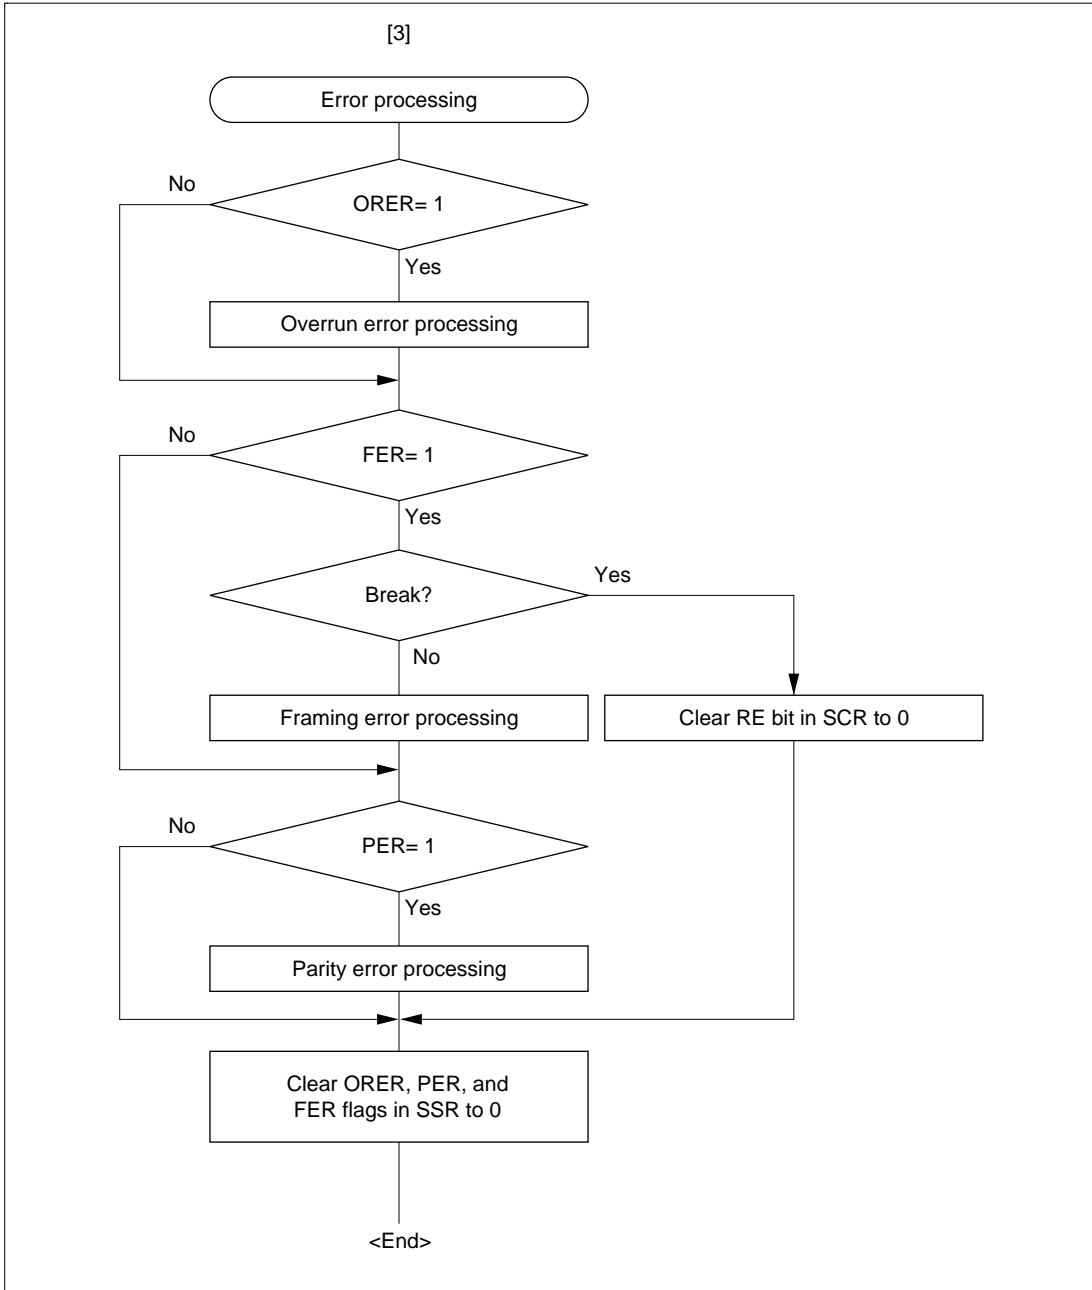 [3]
Error processing
No
ORER= 1
Yes
Overrun error processing
No
FER= 1
Yes
Break?
Yes
No
Framing error processing
Clear RE bit in SCR to 0
No
PER= 1
Yes
Parity error processing
Clear ORER, PER, and
FER flags in SSR to 0
<End>